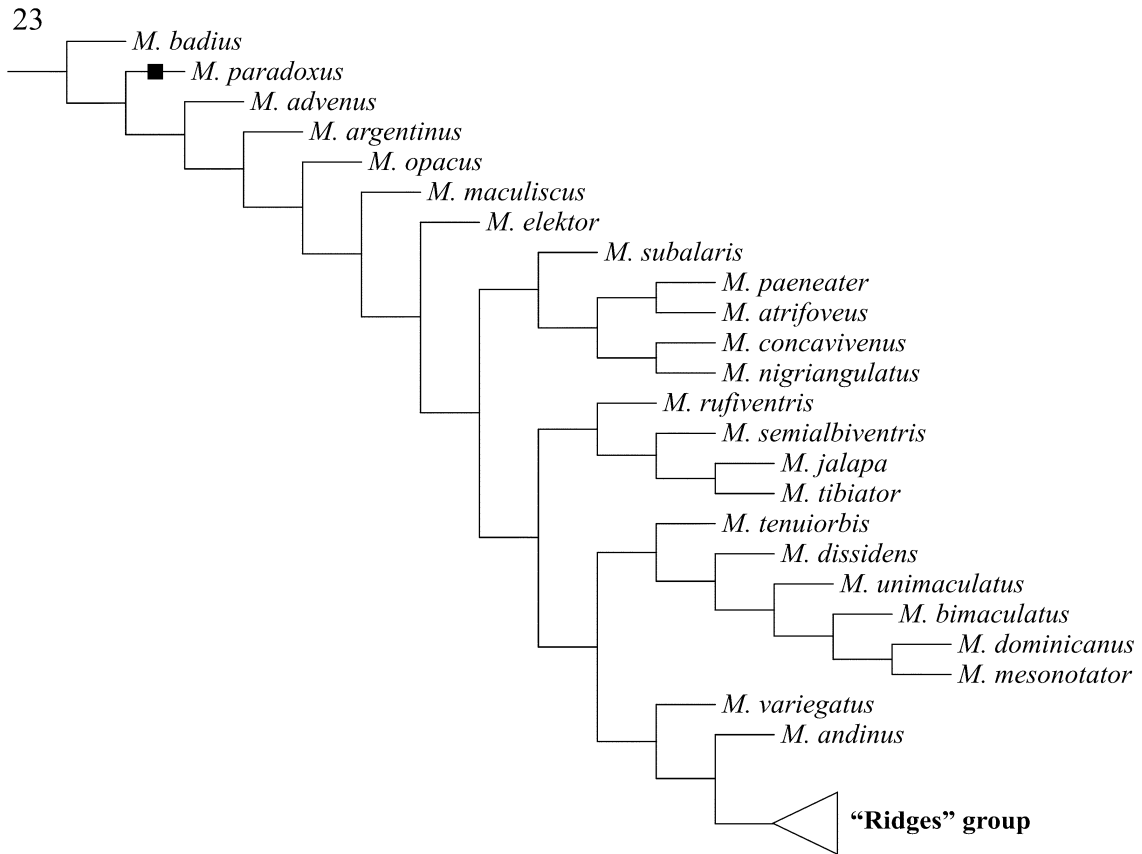 23
M. badius
M. paradoxus
M. advenus
M. argentinus
M. opacus
M. maculiscus
M. elektor
M. subalaris
M. paeneater
M. atrifoveus
M. concavivenus
M. nigriangulatus
M. rufiventris
M. semialbiventris
M. jalapa
M. tibiator
M. tenuiorbis
M. dissidens
M. unimaculatus
M. bimaculatus
M. dominicanus
M. mesonotator
M. variegatus
M. andinus
“Ridges” group